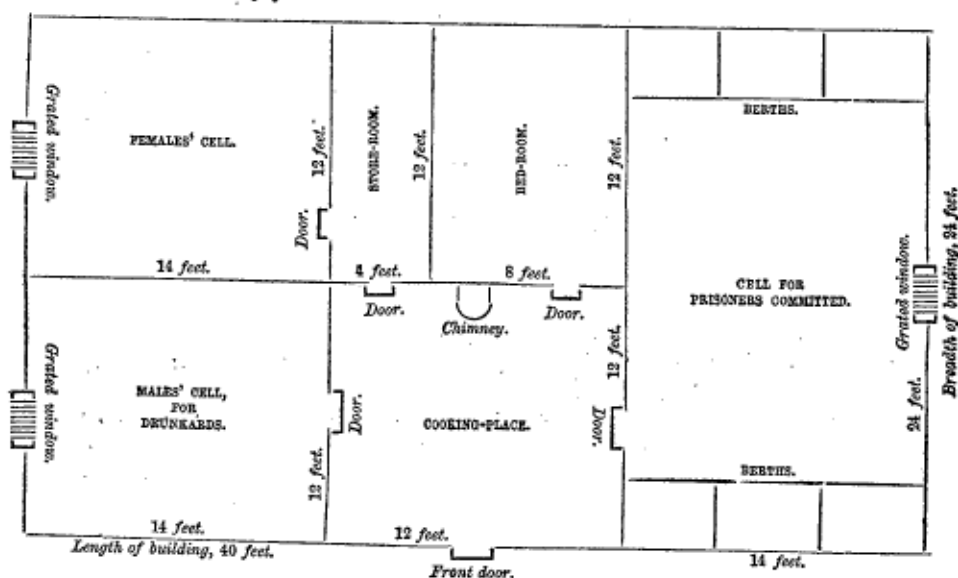 Grated window.
FEMALES' CELL.
12 feet.
Door.
STORE-ROOM.
12 feet.
BED-ROOM.
12 feet.
BERTHS.
14 feet.
4 feet.
8 feet.
Door.
Chimney.
Door.
CELL FOR
PRISONERS COMMITTED.
Grated window.
Breadth of building, 24 feet.
Grated window.
MALES' CELL,
FOR
DRUNKARDS.
Door.
12 feet.
COOKING-PLACE.
12 feet.
Door.
24 feet.
BERTHS.
14 feet.
Length of building, 40 feet.
12 feet.
Front door.
14 feet.